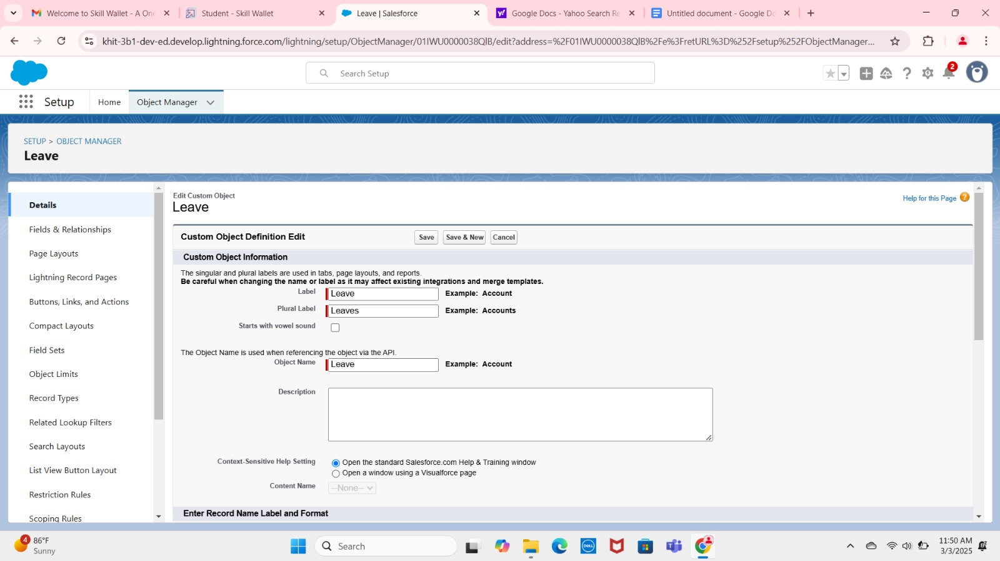 Welcome to Skill Wallet - A One
Student - Skill Wallet
Leave | Salesforce
Google Docs - Yahoo Search Re
Untitled document - Google Do
khit-3b1-dev-ed.develop.lightning.force.com/lightning/setup/ObjectManager/01IWU0000038QlB/edit?address=%2F01IWU0000038QlB%2Fe%3FretURL%3D%252Fsetup%252FObjectManager...
Search Setup
2
Setup
Home
Object Manager
SETUP > OBJECT MANAGER
Leave
Details
Fields & Relationships
Page Layouts
Lightning Record Pages
Buttons, Links, and Actions
Compact Layouts
Field Sets
Object Limits
Record Types
Related Lookup Filters
Search Layouts
List View Button Layout
Restriction Rules
Scoping Rules
Edit Custom Object
Leave
Help for this Page ?
Custom Object Definition Edit
Save
Save & New
Cancel
Custom Object Information
The singular and plural labels are used in tabs, page layouts, and reports.
Be careful when changing the name or label as it may affect existing integrations and merge templates.
Label
Leave
Example: Account
Plural Label
Leaves
Example: Accounts
Starts with vowel sound
The Object Name is used when referencing the object via the API.
Object Name
Leave
Example: Account
Description
Context-Sensitive Help Setting
Open the standard Salesforce.com Help & Training window
Open a window using a Visualforce page
Content Name
--None--
Enter Record Name Label and Format
4
86°F
Sunny
Search
DELL
11:50 AM
3/3/2025